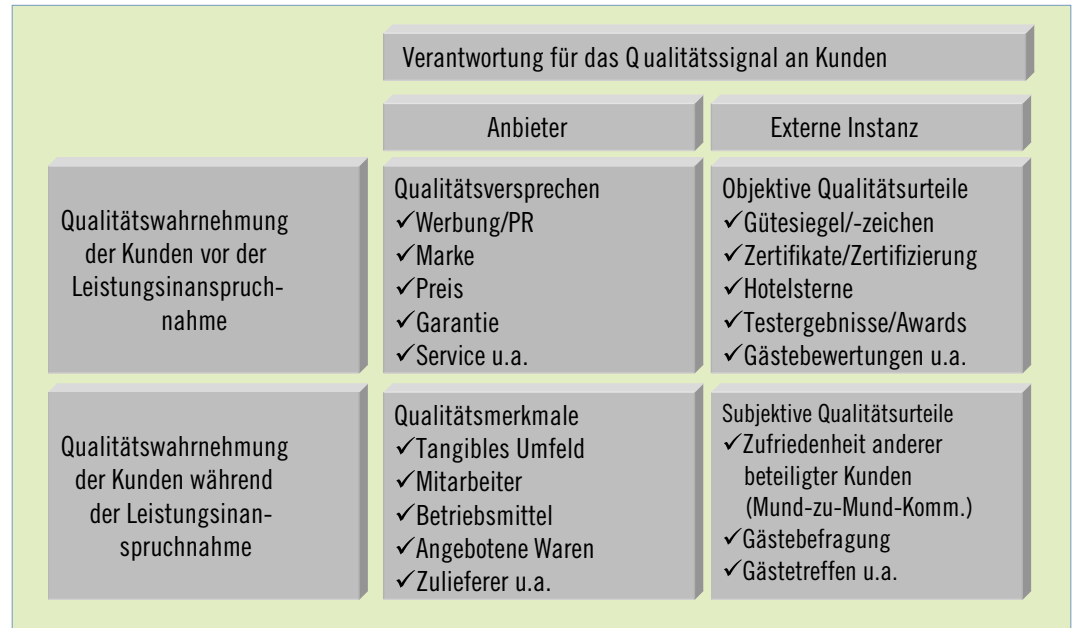 Verantwortung für das Qualitätssignal an Kunden
Anbieter
Externe Instanz
Qualitätswahrnehmung
der Kunden vor der
Leistungsinanspruch-
nahme
Qualitätsversprechen
✓Werbung/PR
✓Marke
✓Preis
✓Garantie
✓Service u.a.
Objektive Qualitätsurteile
✓Gütesiegel/-zeichen
✓Zertifikate/Zertifizierung
✓Hotelsterne
✓Testergebnisse/Awards
✓Gästebewertungen u.a.
Qualitätswahrnehmung
der Kunden während
der Leistungsinan-
spruchnahme
Qualitätsmerkmale
✓Tangibles Umfeld
✓Mitarbeiter
✓Betriebsmittel
✓Angebotene Waren
✓Zulieferer u.a.
Subjektive Qualitätsurteile
✓Zufriedenheit anderer
beteiligter Kunden
(Mund-zu-Mund-Komm.)
✓Gästebefragung
✓Gästetreffen u.a.